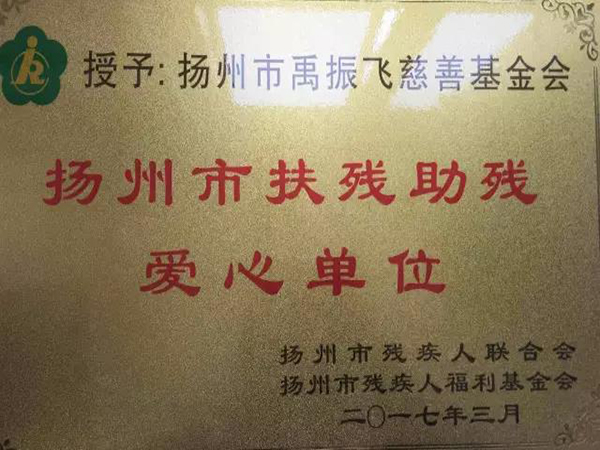 授予:扬州市禹振飞慈善基金会
扬州市扶残助残
爱心单位
扬州市残疾人联合会
扬州市残疾人福利基金会
二〇一七年三月